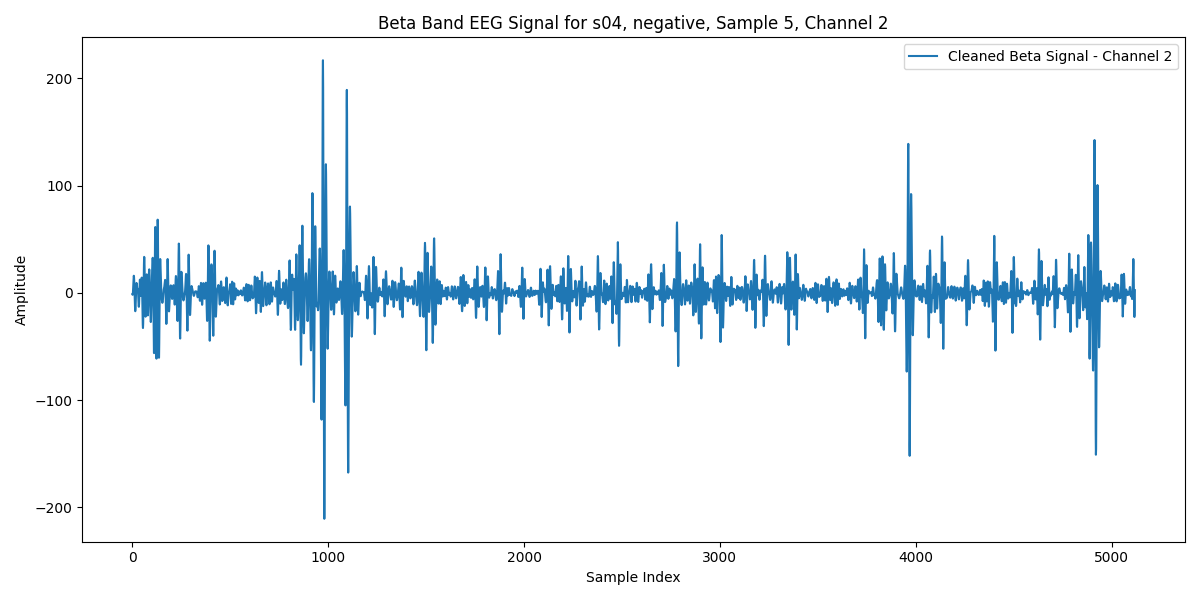 Beta Band EEG Signal for s04, negative, Sample 5, Channel 2
Cleaned Beta Signal - Channel 2
Amplitude
200
100
0
−100
−200
0 1000 2000 3000 4000 5000
Sample Index